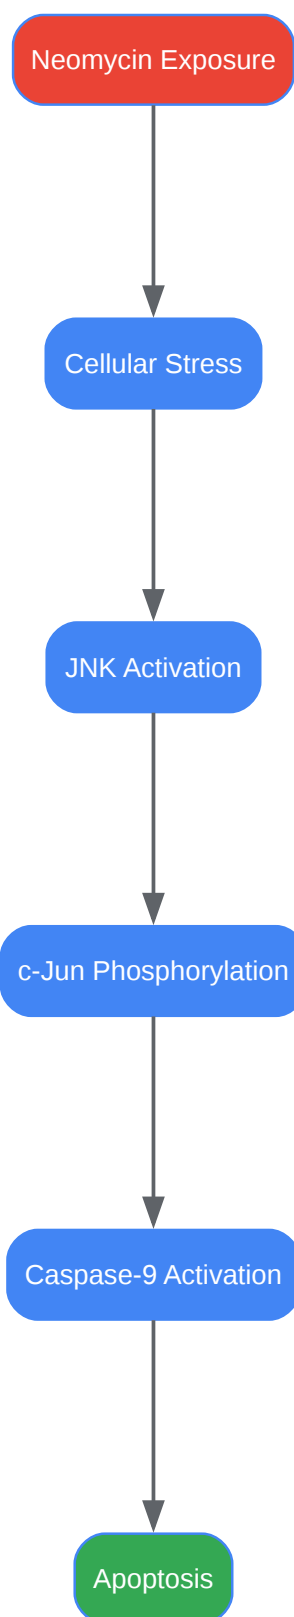 Neomycin Exposure
Cellular Stress
JNK Activation
c-Jun Phosphorylation
Caspase-9 Activation
Apoptosis